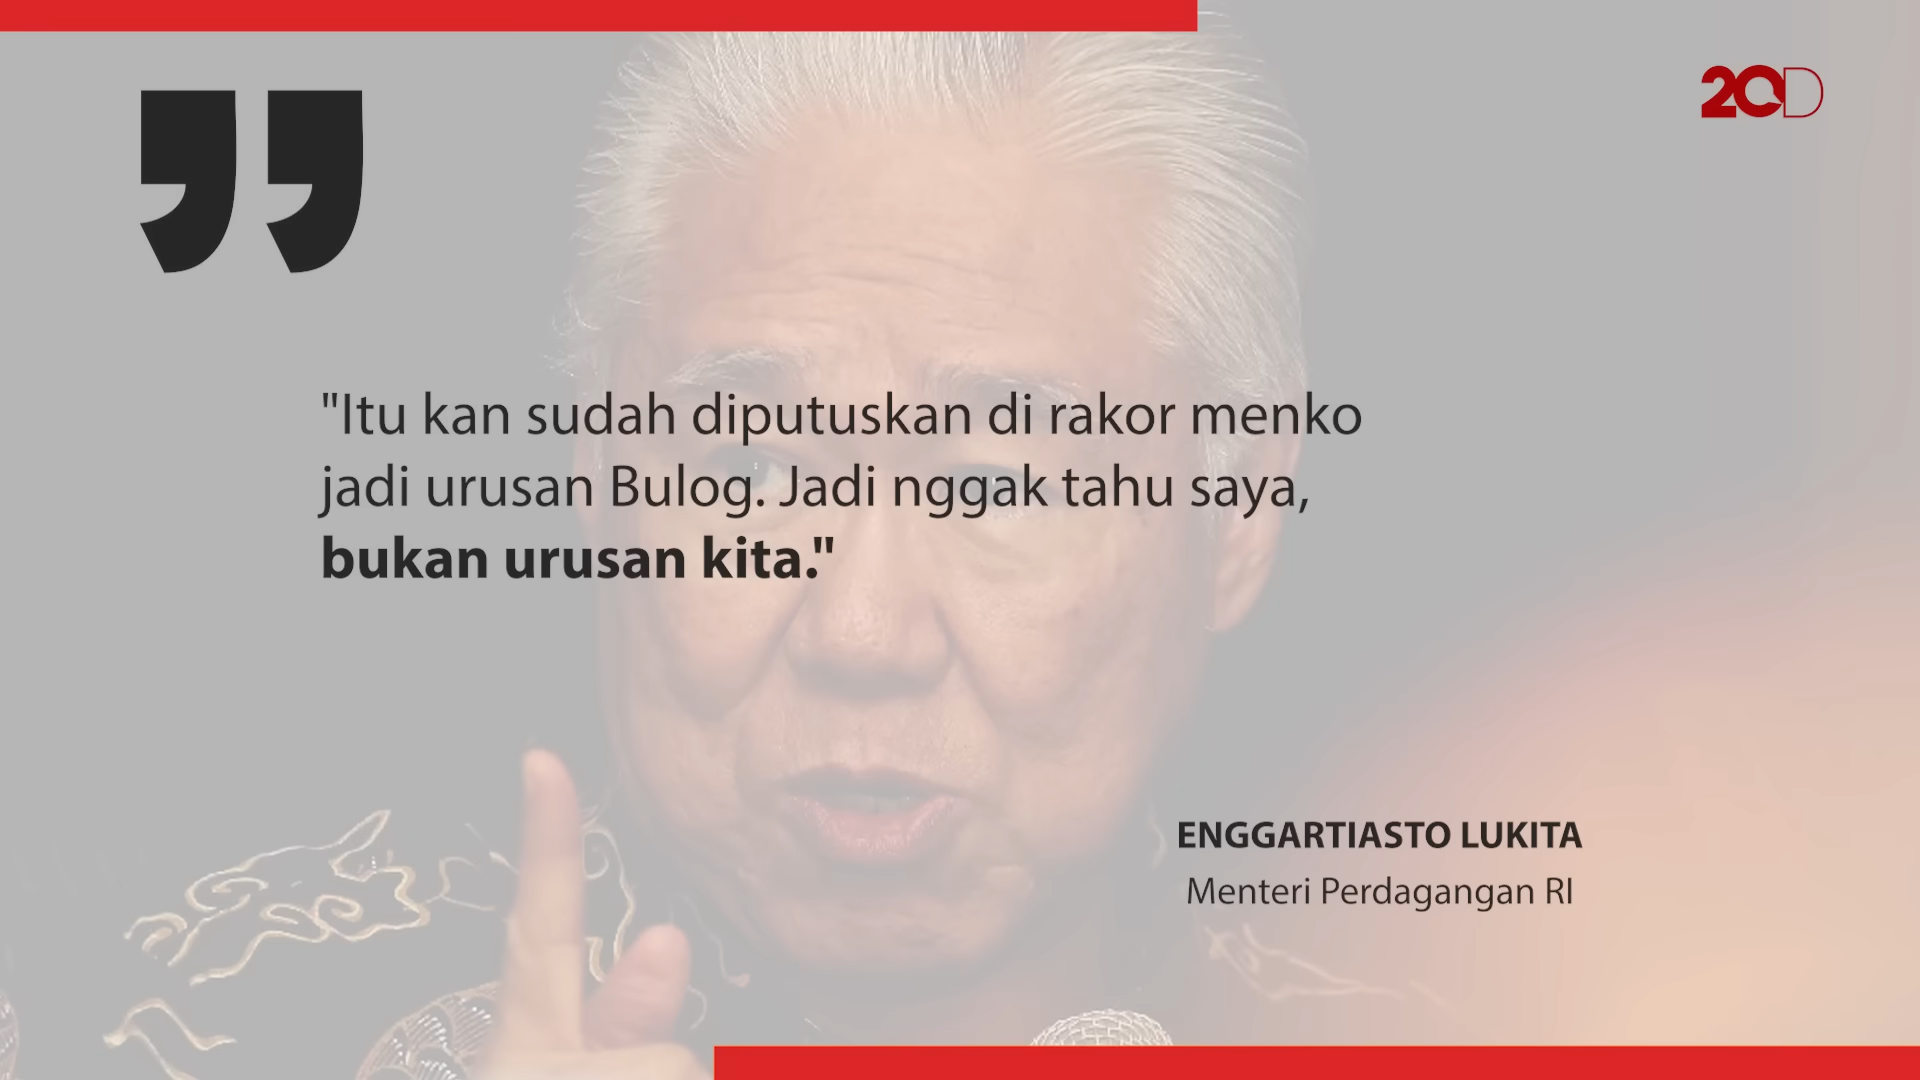 20D
"Itu kan sudah diputuskan di rakor menko
jadi urusan Bulog. Jadi nggak tahu saya,
bukan urusan kita."
ENGGARTIASTO LUKITA
Menteri Perdagangan RI